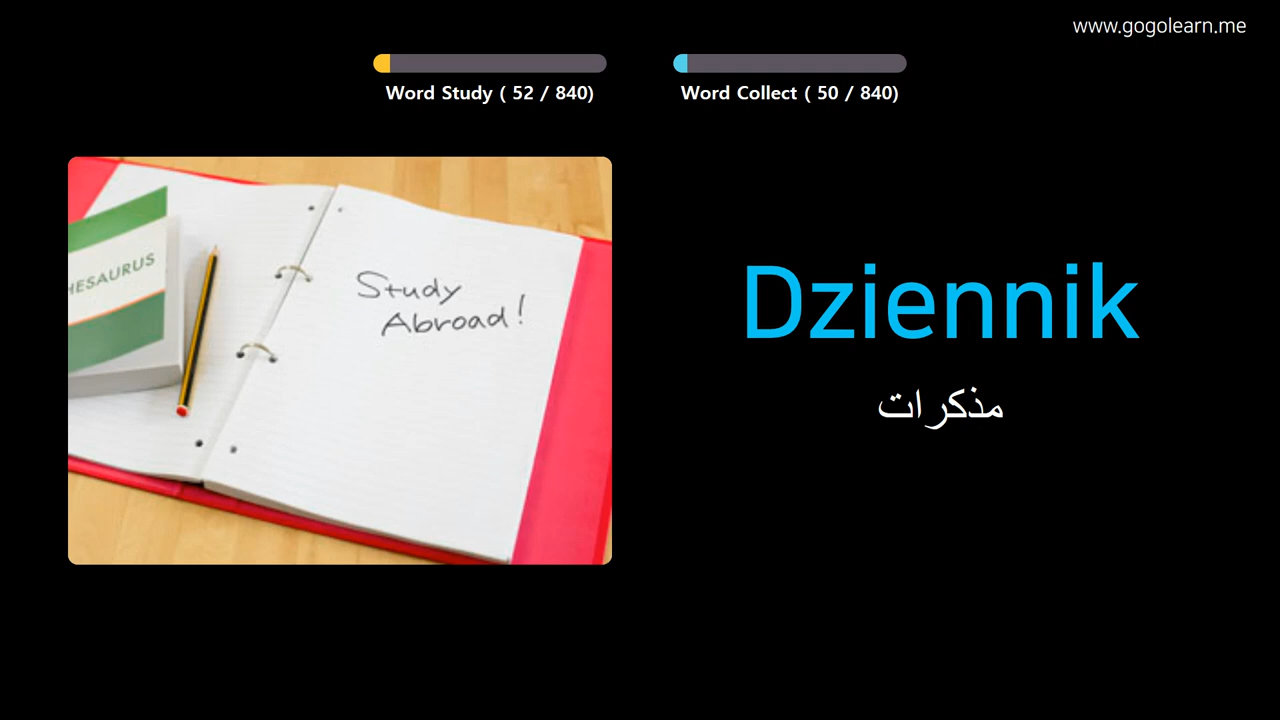 www.gogolearn.me
Word Study ( 52 / 840)
Word Collect ( 50 / 840)
HESAURUS
Study
Abroad!
Dziennik
مذكرات